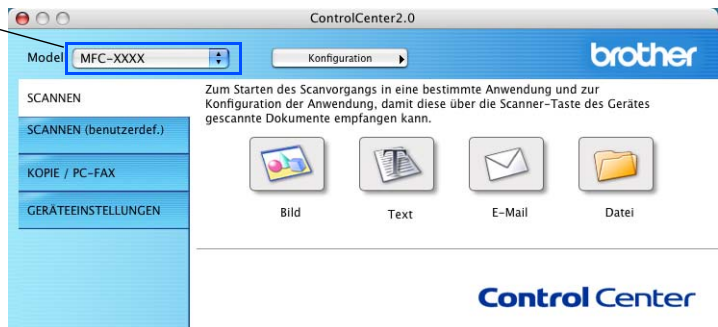 ControlCenter2.0
Model MFC-XXXX
Konfiguration
brother
SCANNEN
SCANNEN (benutzerdef.)
KOPIE / PC-FAX
GERÄTEEINSTELLUNGEN
Zum Starten des Scanvorgangs in eine bestimmte Anwendung und zur
Konfiguration der Anwendung, damit diese über die Scanner-Taste des Gerätes
gescannte Dokumente empfangen kann.
Bild
Text
E-Mail
Datei
Control Center